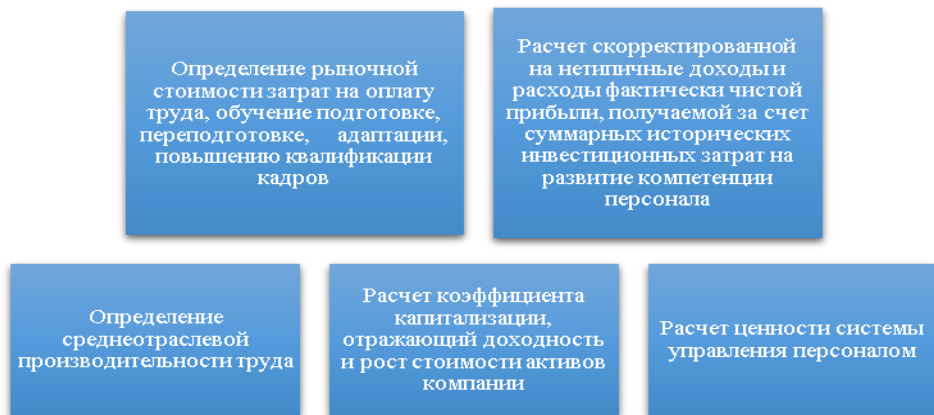 Определение рыночной
стоимости затрат на оплату
труда, обучение подготовке,
переподготовке, адаптации,
повышению квалификации
кадров
Расчет скорректированной
на нетипичные доходы и
расходы фактически чистой
прибыли, получаемой за счет
суммарных исторических
инвестиционных затрат на
развитие компетенции
персонала
Определение
среднеотраслевой
производительности труда
Расчет коэффициента
капитализации,
отражающий доходность
и рост стоимости активов
компании
Расчет ценности системы
управления персоналом